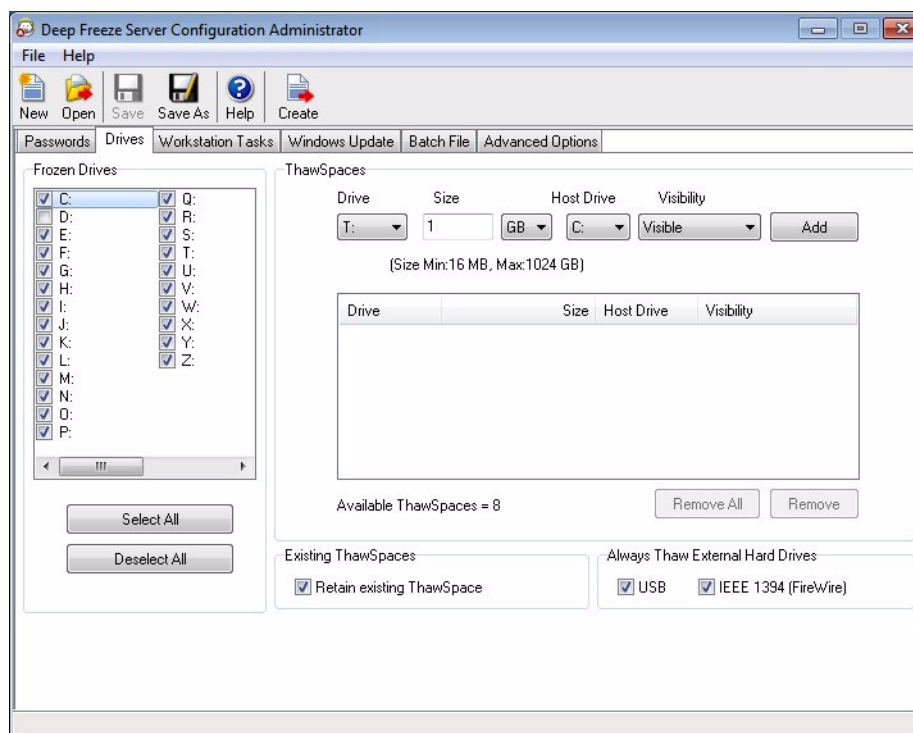 Deep Freeze Server Configuration Administrator
File Help
New Open Save Save As Help Create
Passwords Drives Workstation Tasks Windows Update Batch File Advanced Options
Frozen Drives
C:
D:
E:
F:
G:
H:
I:
J:
K:
L:
M:
N:
O:
P:
Q:
R:
S:
T:
U:
V:
W:
X:
Y:
Z:
Select All
Deselect All
ThawSpaces
Drive Size Host Drive Visibility
T: 1 GB C: Visible Add
(Size Min:16 MB, Max:1024 GB)
Drive Size Host Drive Visibility
Available ThawSpaces = 8 Remove All Remove
Existing ThawSpaces
Retain existing ThawSpace
Always Thaw External Hard Drives
USB IEEE 1394 (FireWire)